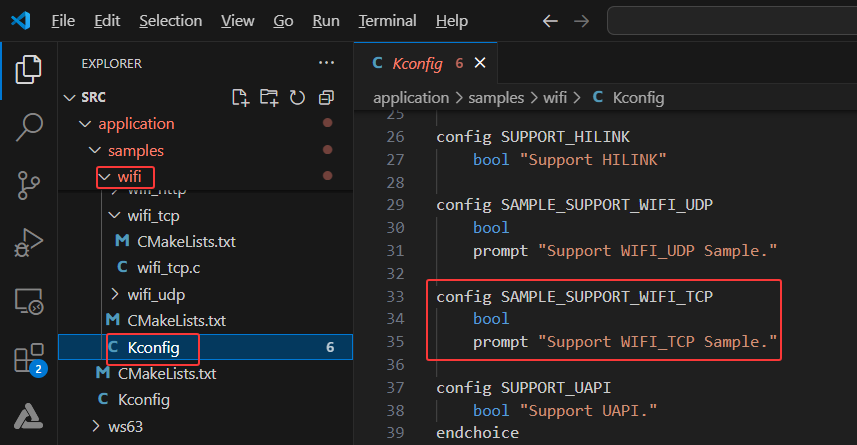 File Edit Selection View Go Run Terminal Help
EXPLORER
SRC
application
samples
wifi
wifi_http
wifi_tcp
M CMakeLists.txt
C wifi_tcp.c
wifi_udp
M CMakeLists.txt
C Kconfig 6
M CMakeLists.txt
C Kconfig
ws63
2
C Kconfig 6
application > samples > wifi > C Kconfig
25
26 config SUPPORT_HILINK
27 bool "Support HILINK"
28
29 config SAMPLE_SUPPORT_WIFI_UDP
30 bool
31 prompt "Support WIFI_UDP Sample."
32
33 config SAMPLE_SUPPORT_WIFI_TCP
34 bool
35 prompt "Support WIFI_TCP Sample."
36
37 config SUPPORT_UAPI
38 bool "Support UAPI."
39 endchoice